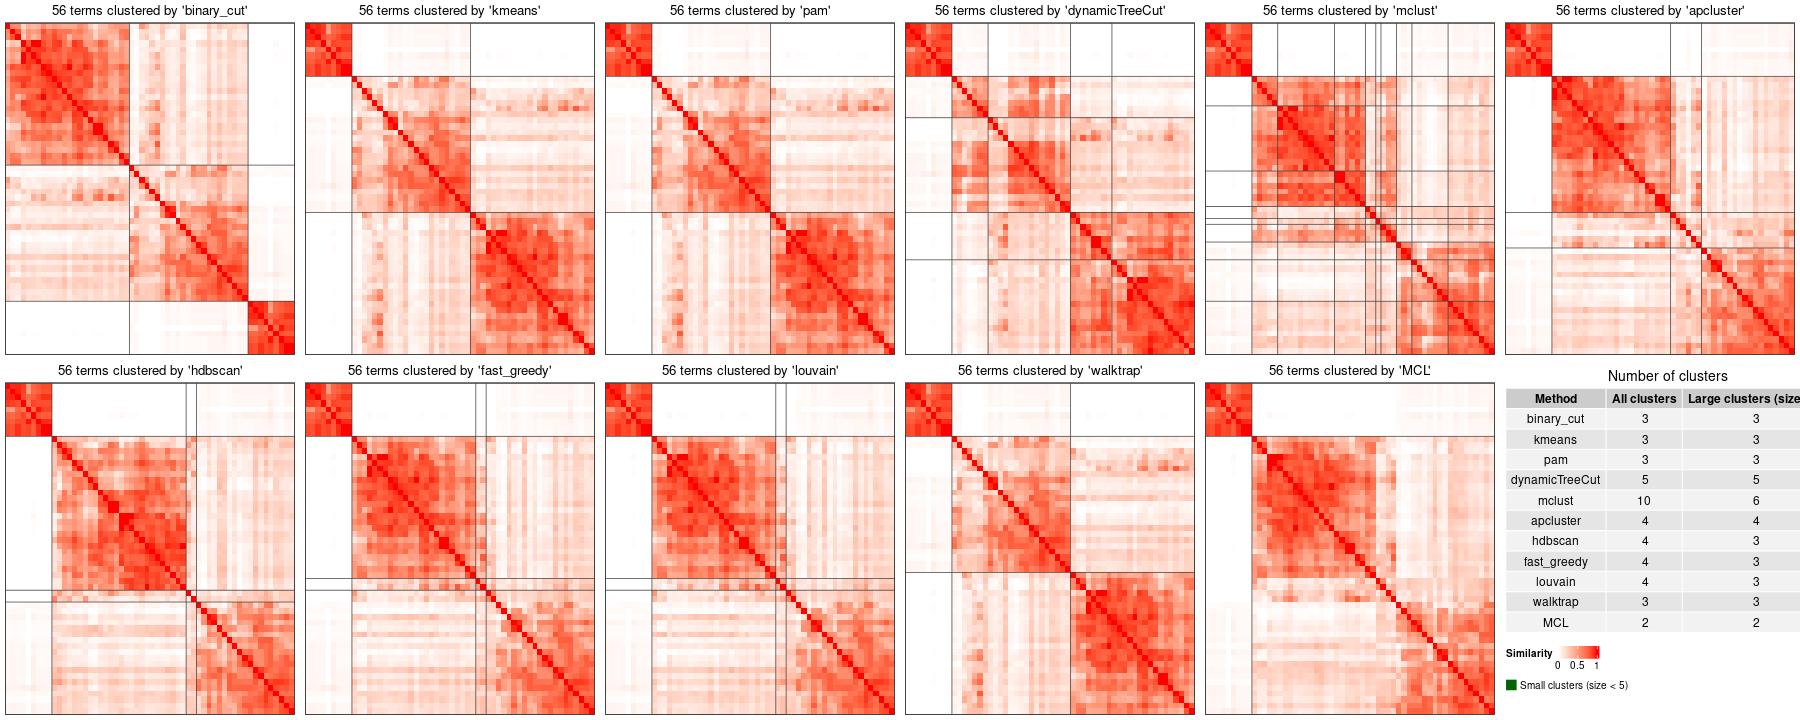 56 terms clustered by 'binary_cut'
56 terms clustered by 'kmeans'
56 terms clustered by 'pam'
56 terms clustered by 'dynamicTreeCut'
56 terms clustered by 'mclust'
56 terms clustered by 'apcluster'
56 terms clustered by 'hdbscan'
56 terms clustered by 'fast_greedy'
56 terms clustered by 'louvain'
56 terms clustered by 'walktrap'
56 terms clustered by 'MCL'
Number of clusters
Method All clusters Large clusters (size
binary_cut 3 3
kmeans 3 3
pam 3 3
dynamicTreeCut 5 5
mclust 10 6
apcluster 4 4
hdbscan 4 3
fast_greedy 4 3
louvain 4 3
walktrap 3 3
MCL 2 2
Similarity
0 0.5 1
Small clusters (size < 5)